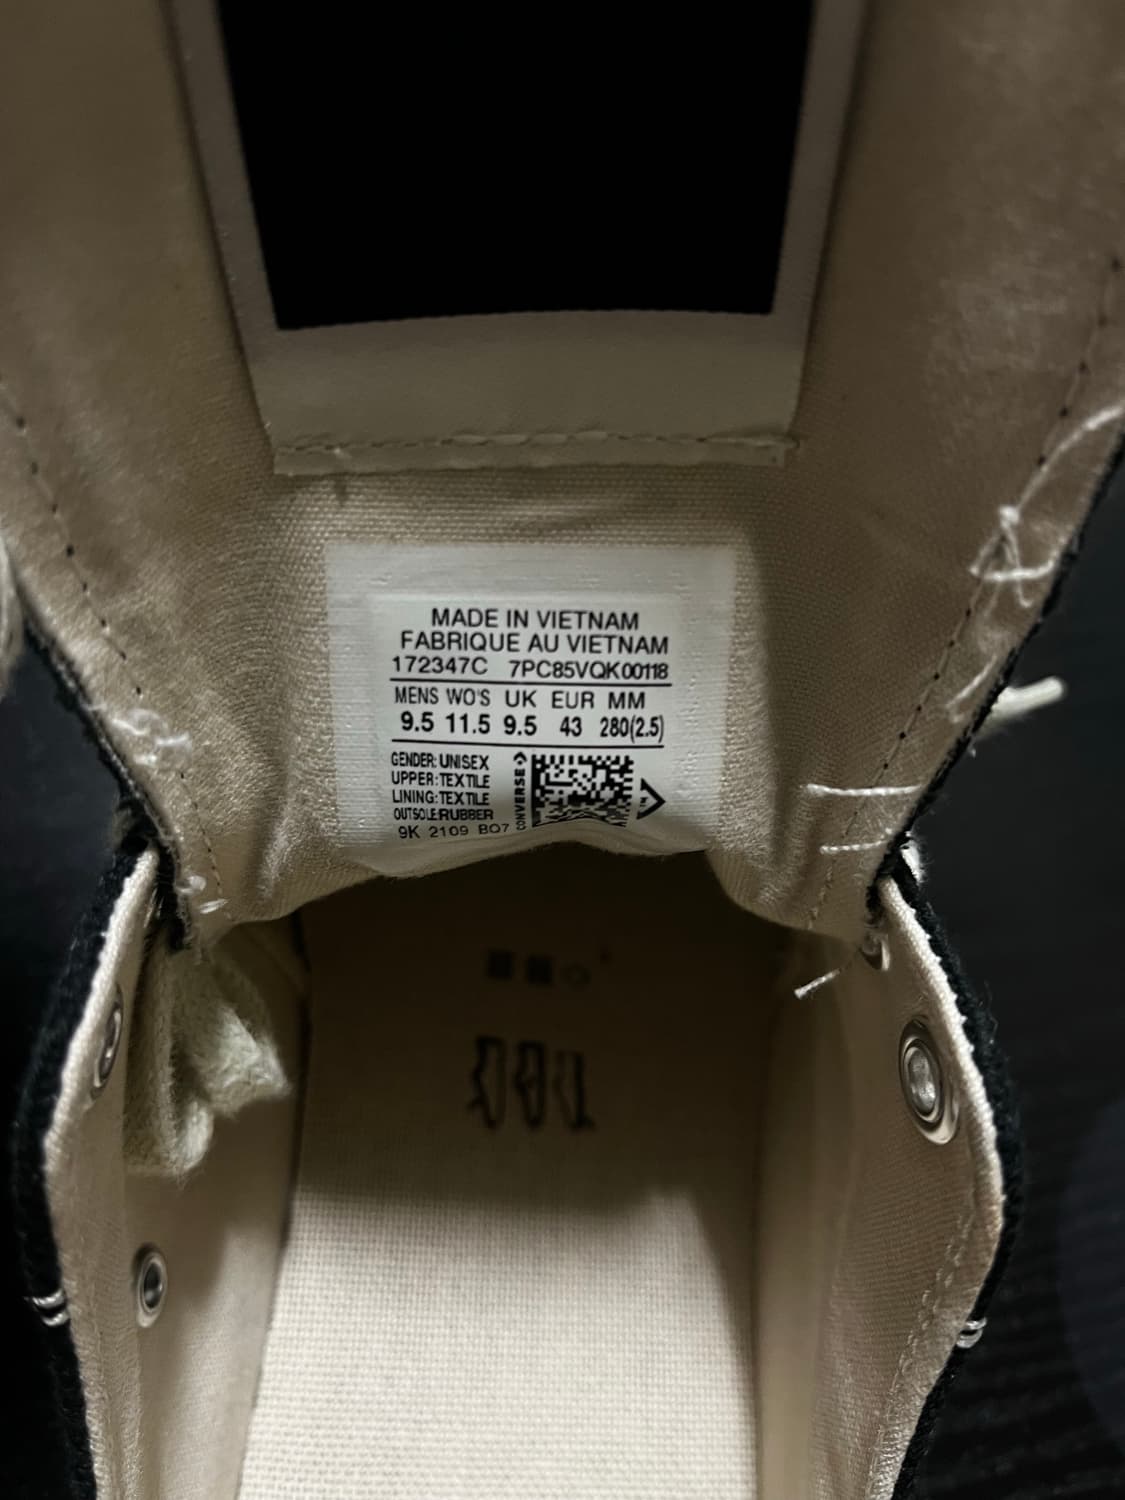 MADE IN VIETNAM
FABRIQUE AU VIETNAM
172347C 7PC85VQK00118
MENS WO'S UK EUR MM
9.5 11.5 9.5 43 280(2.5)
GENDER: UNISEX
UPPER: TEXTILE
LINING: TEXTILE
OUTSOLE:RUBBER
9K 2109 BO7
CONVERSE